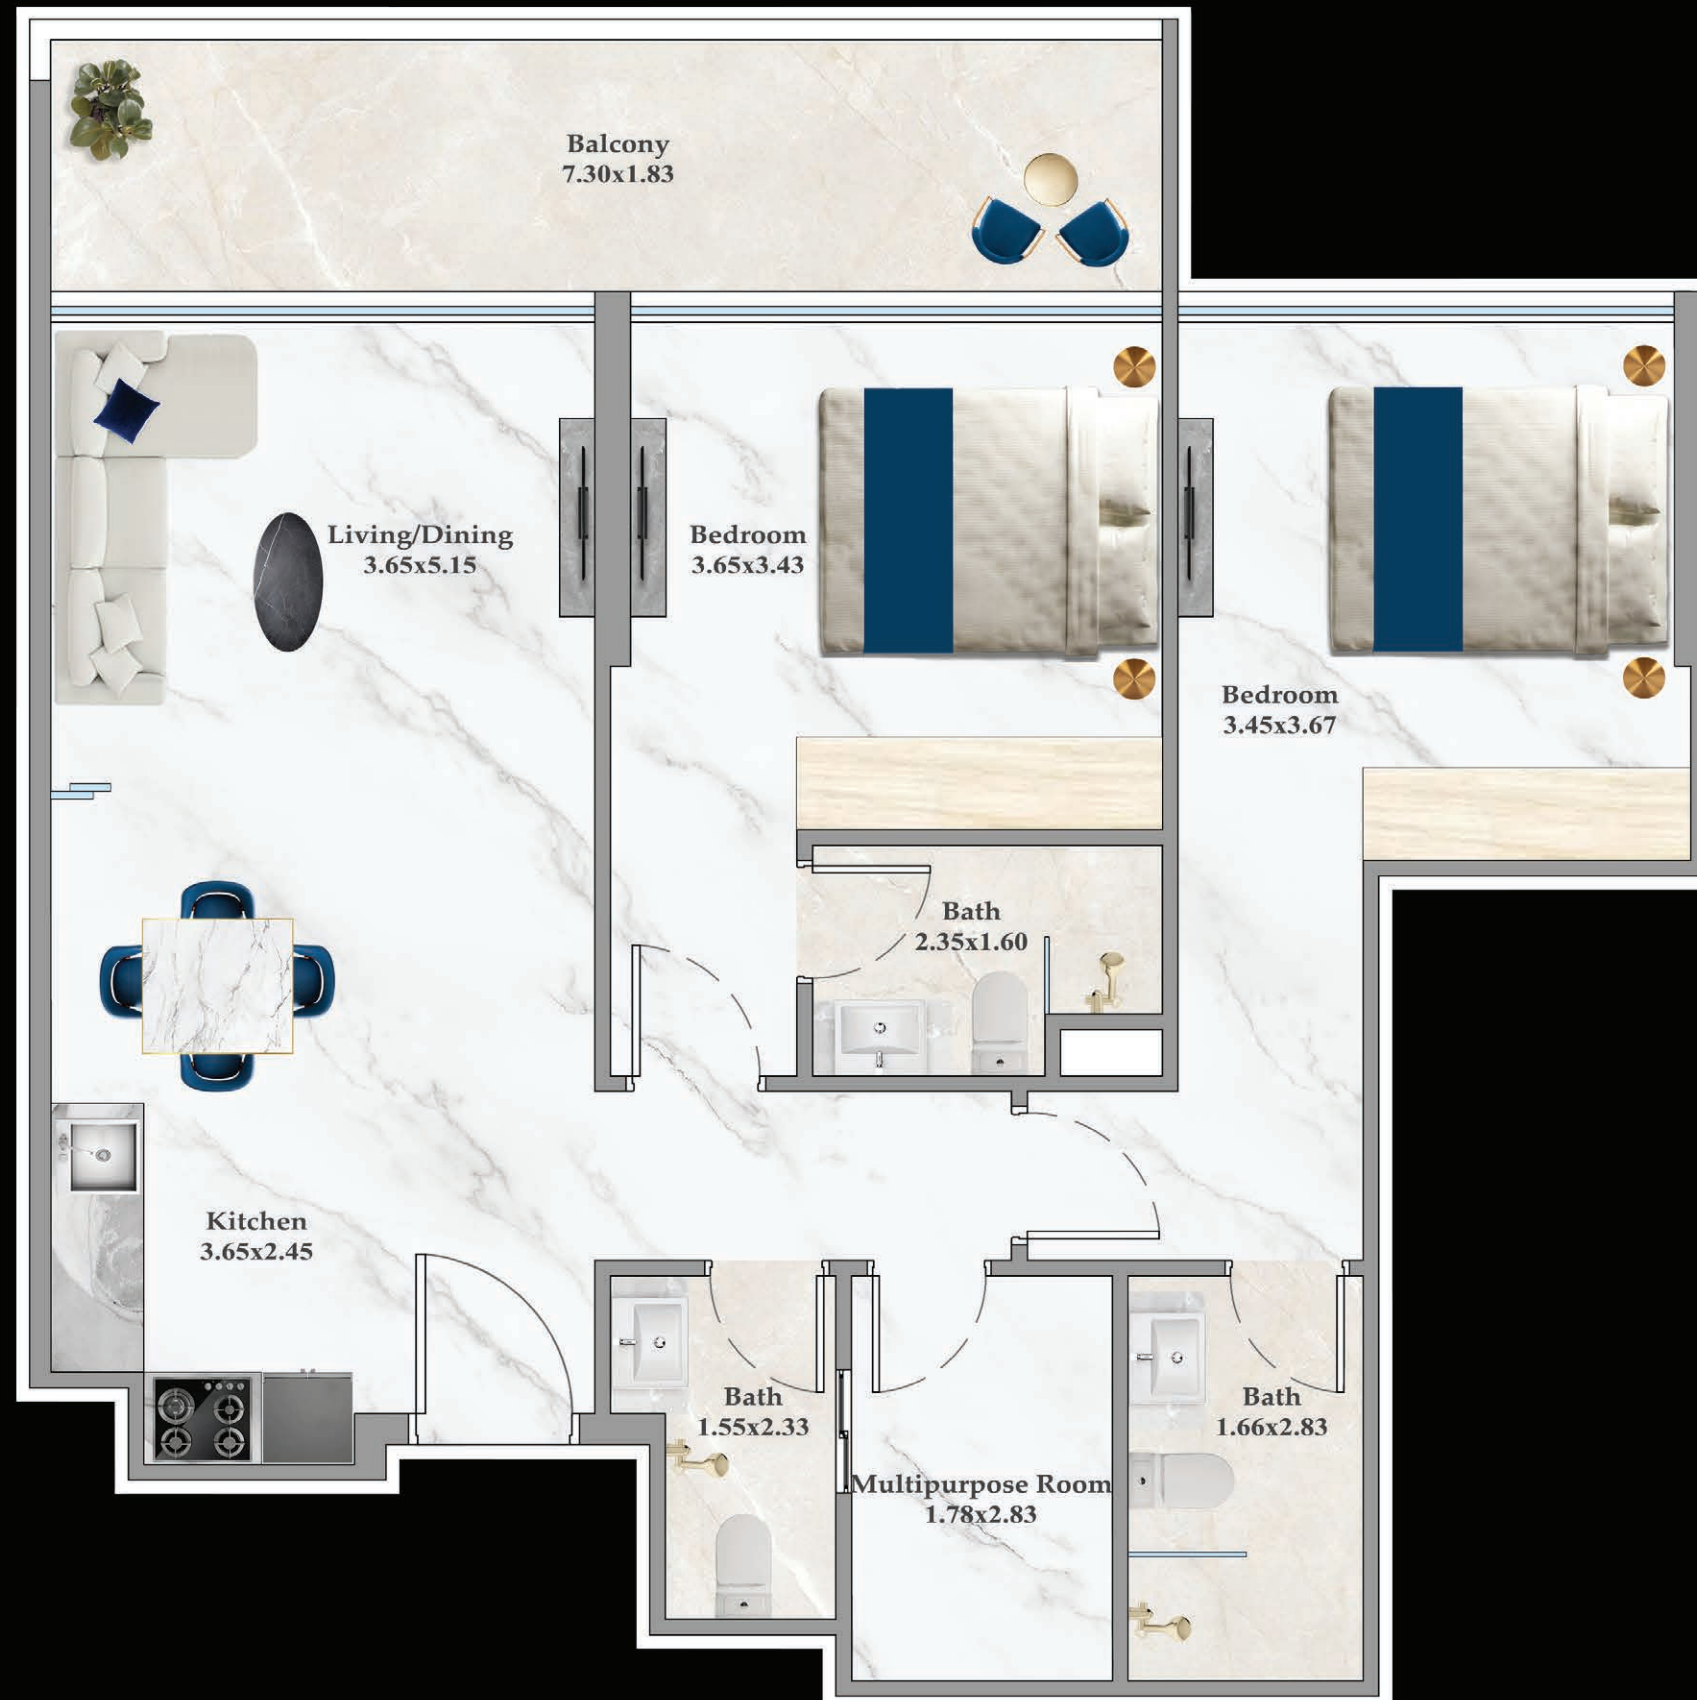 Balcony
7.30x1.83
Living/Dining
3.65x5.15
Bedroom
3.65x3.43
Bedroom
3.45x3.67
Bath
2.35x1.60
Kitchen
3.65x2.45
Bath
1.55x2.33
Multipurpose Room
1.78x2.83
Bath
1.66x2.83